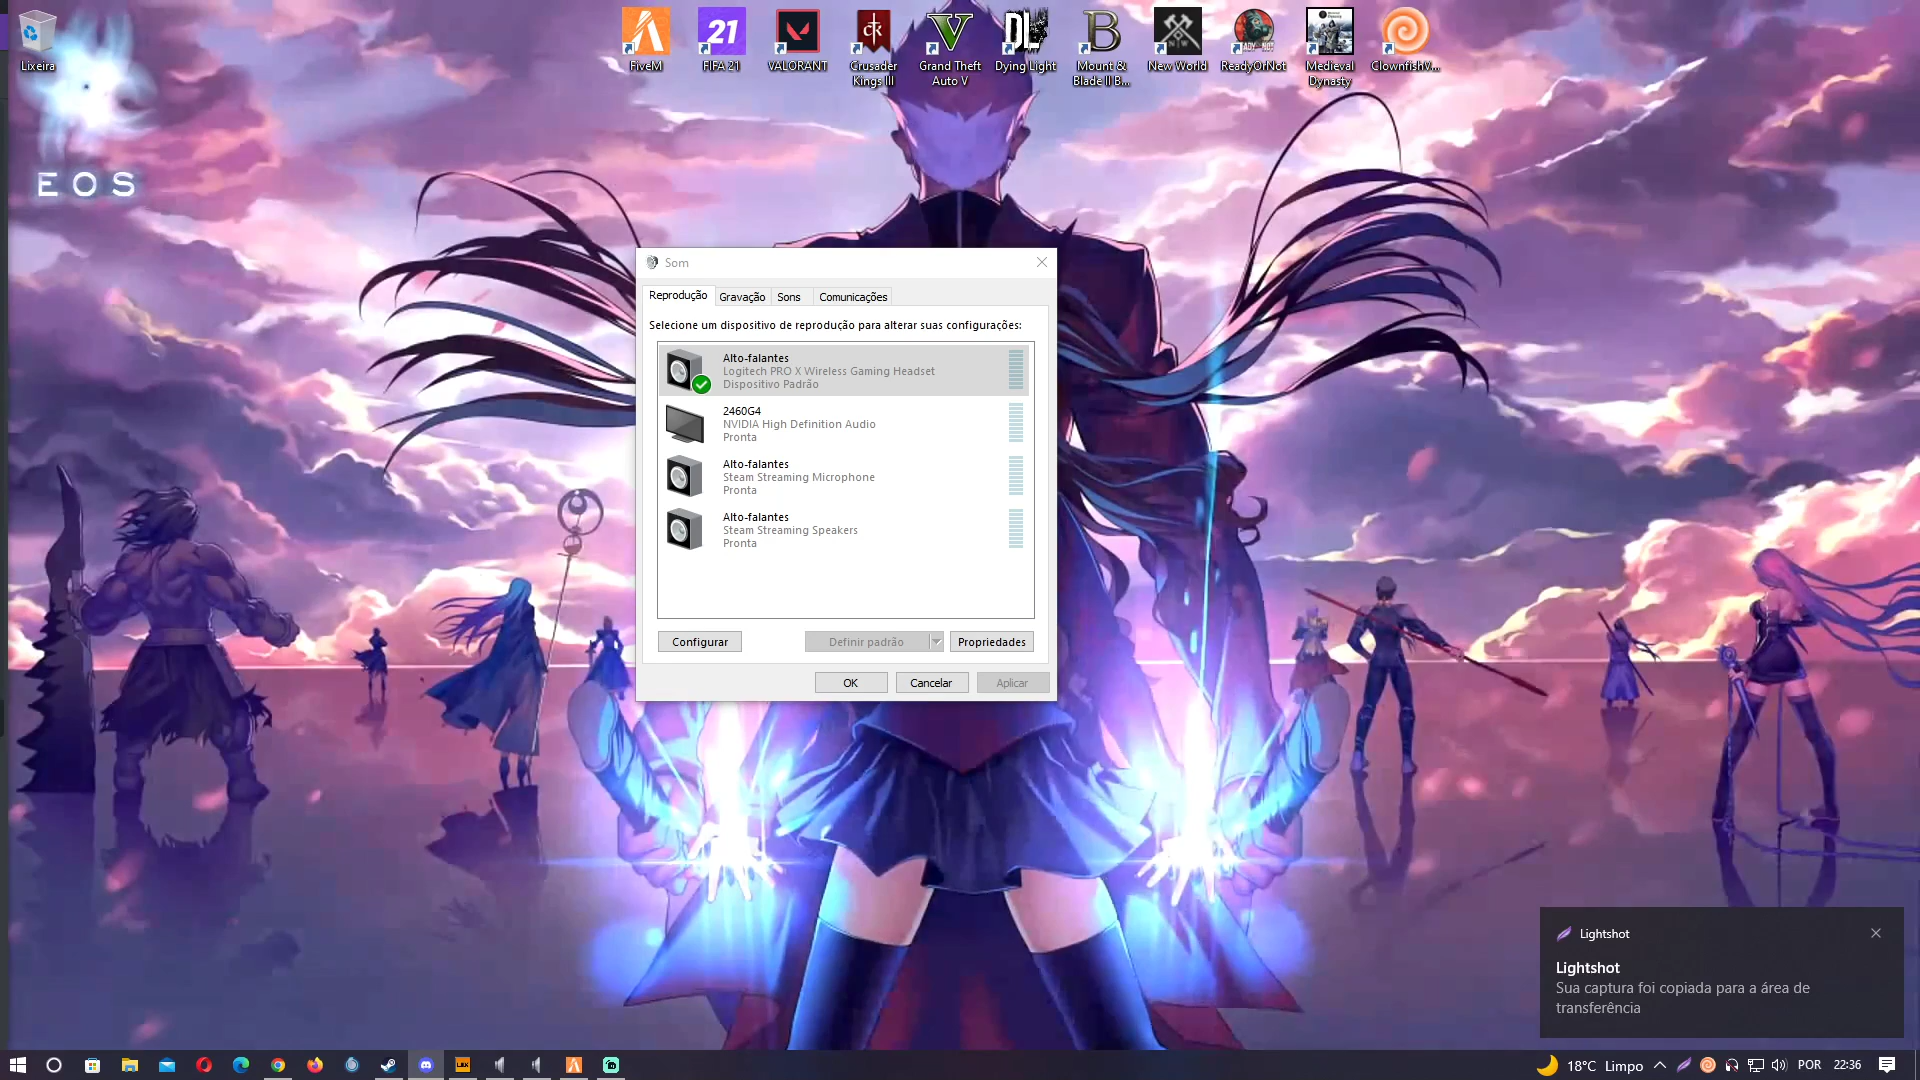 Lixeira
EOS
FiveM
21
FIFA 21
VALORANT
Crusader
Kings III
Grand Theft
Auto V
DL
Dying Light
B
Mount &
Blade II B...
NW
New World
ReadyOrNot
Medieval
Dynasty
ClownfishV...
Som
Reprodução
Gravação
Sons
Comunicações
Selecione um dispositivo de reprodução para alterar suas configurações:
Alto-falantes
Logitech PRO X Wireless Gaming Headset
Dispositivo Padrão
2460G4
NVIDIA High Definition Audio
Pronta
Alto-falantes
Steam Streaming Microphone
Pronta
Alto-falantes
Steam Streaming Speakers
Pronta
Configurar
Definir padrão
Propriedades
OK
Cancelar
Aplicar
Lightshot
Lightshot
Sua captura foi copiada para a área de
transferência
18°C Limpo
POR
22:36